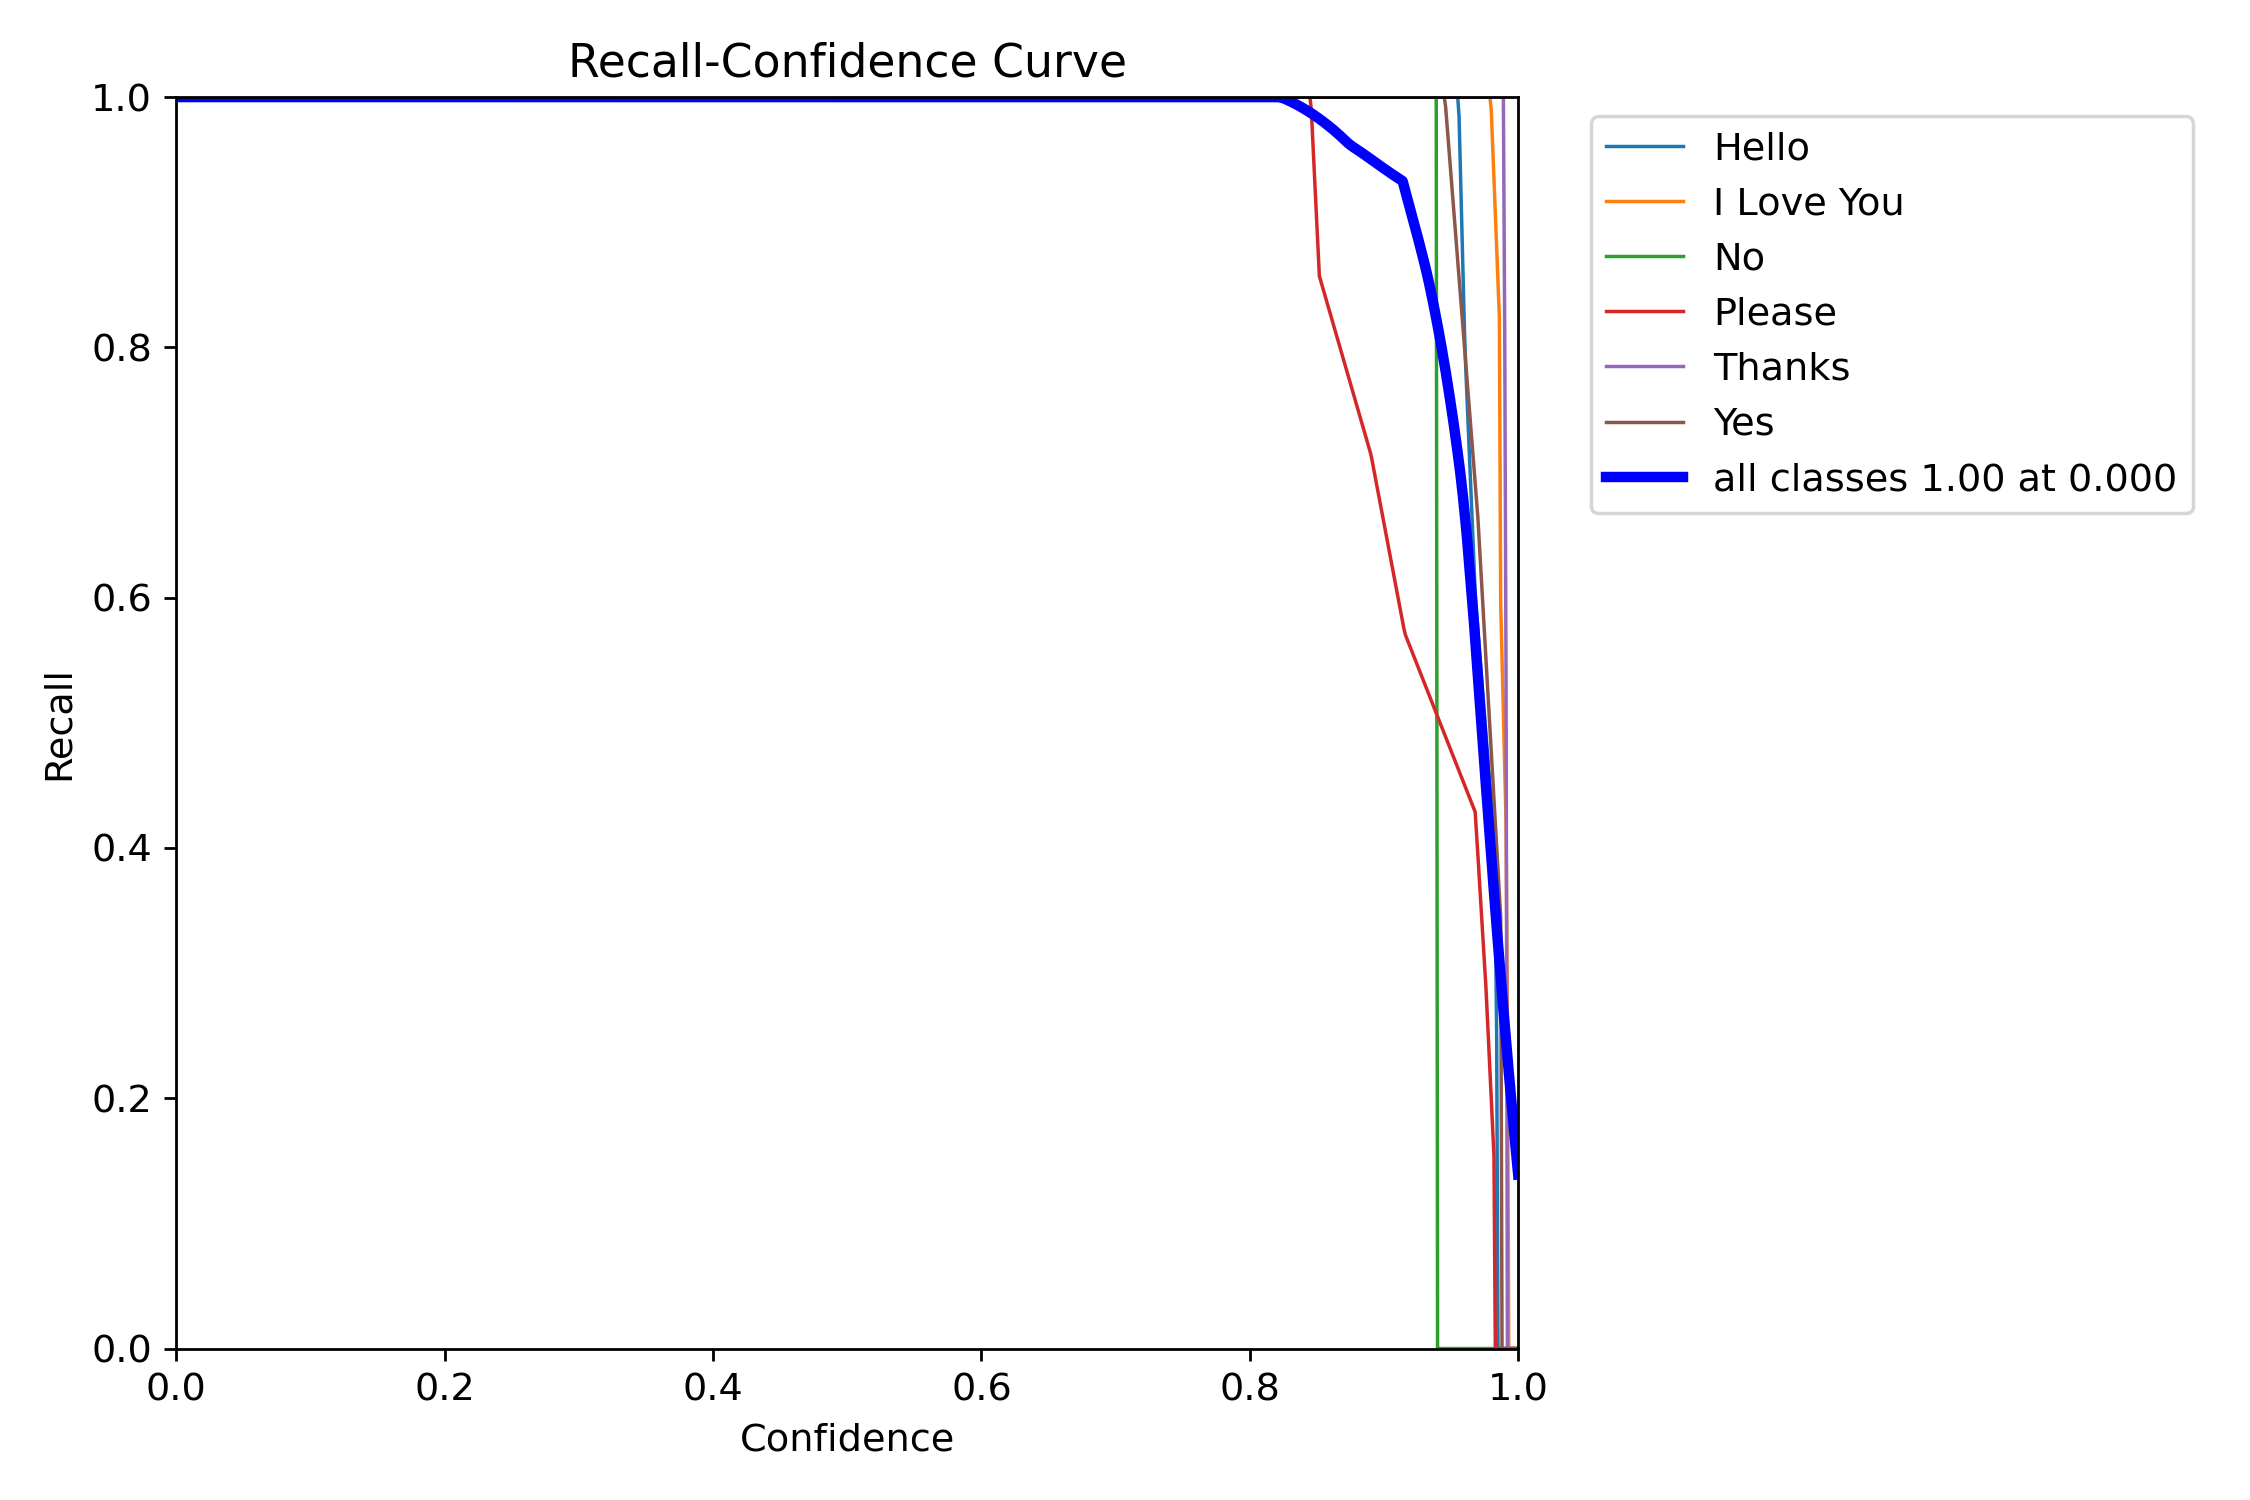 Recall-Confidence Curve
1.0
0.8
0.6
0.4
0.2
0.0
Recall
0.0 0.2 0.4 0.6 0.8 1.0
Confidence
Hello
I Love You
No
Please
Thanks
Yes
all classes 1.00 at 0.000